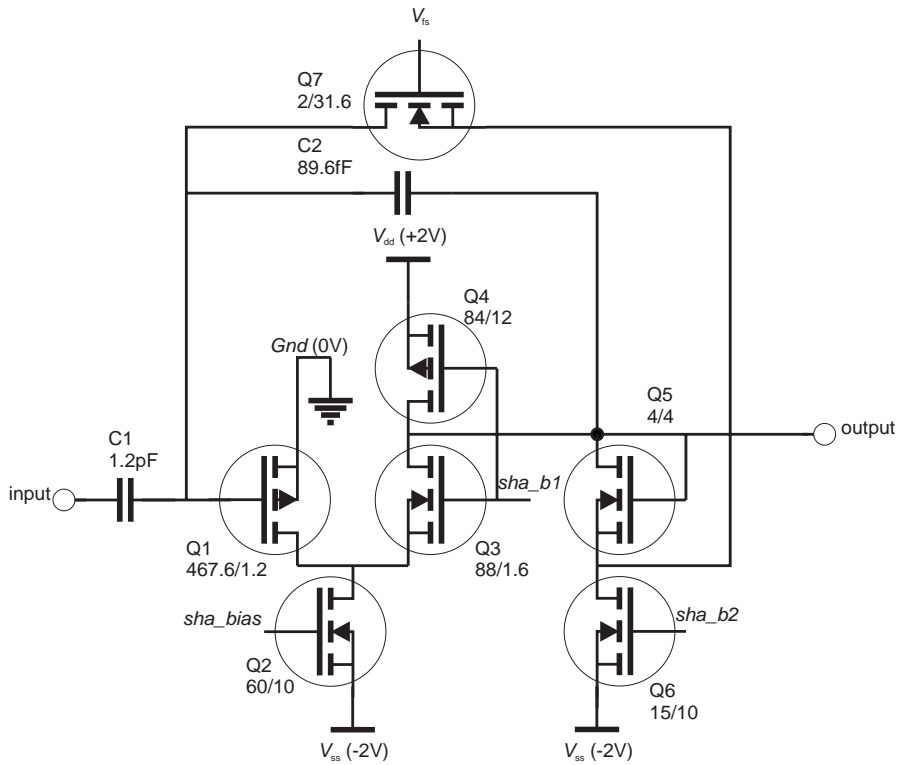 Vfs
Q7
2/31.6
C2
89.6fF
Vdd (+2V)
Q4
84/12
Gnd (0V)
Q5
4/4
C1
1.2pF
output
input
sha_b1
Q1
467.6/1.2
Q3
88/1.6
sha_bias
sha_b2
Q2
60/10
Q6
15/10
Vss (-2V)
Vss (-2V)